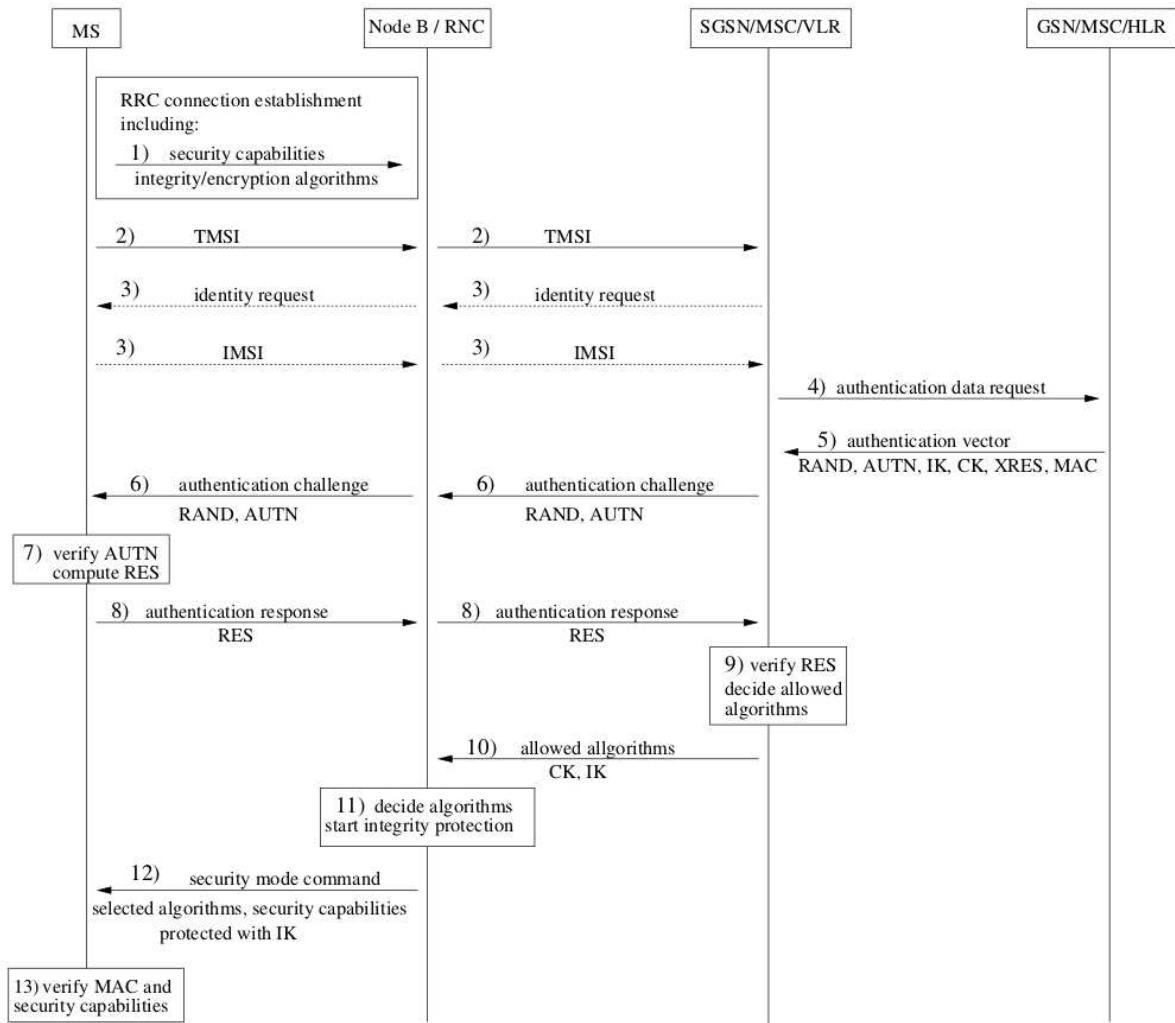 MS
Node B / RNC
SGSN/MSC/VLR
GSN/MSC/HLR
RRC connection establishment
including:
1) security capabilities
integrity/encryption algorithms
2) TMSI
2) TMSI
3) identity request
3) identity request
3) IMSI
3) IMSI
4) authentication data request
5) authentication vector
RAND, AUTN, IK, CK, XRES, MAC
6) authentication challenge
RAND, AUTN
6) authentication challenge
RAND, AUTN
7) verify AUTN
compute RES
8) authentication response
RES
8) authentication response
RES
9) verify RES
decide allowed
algorithms
10) allowed allgorithms
CK, IK
11) decide algorithms
start integrity protection
12) security mode command
selected algorithms, security capabilities
protected with IK
13) verify MAC and
security capabilities